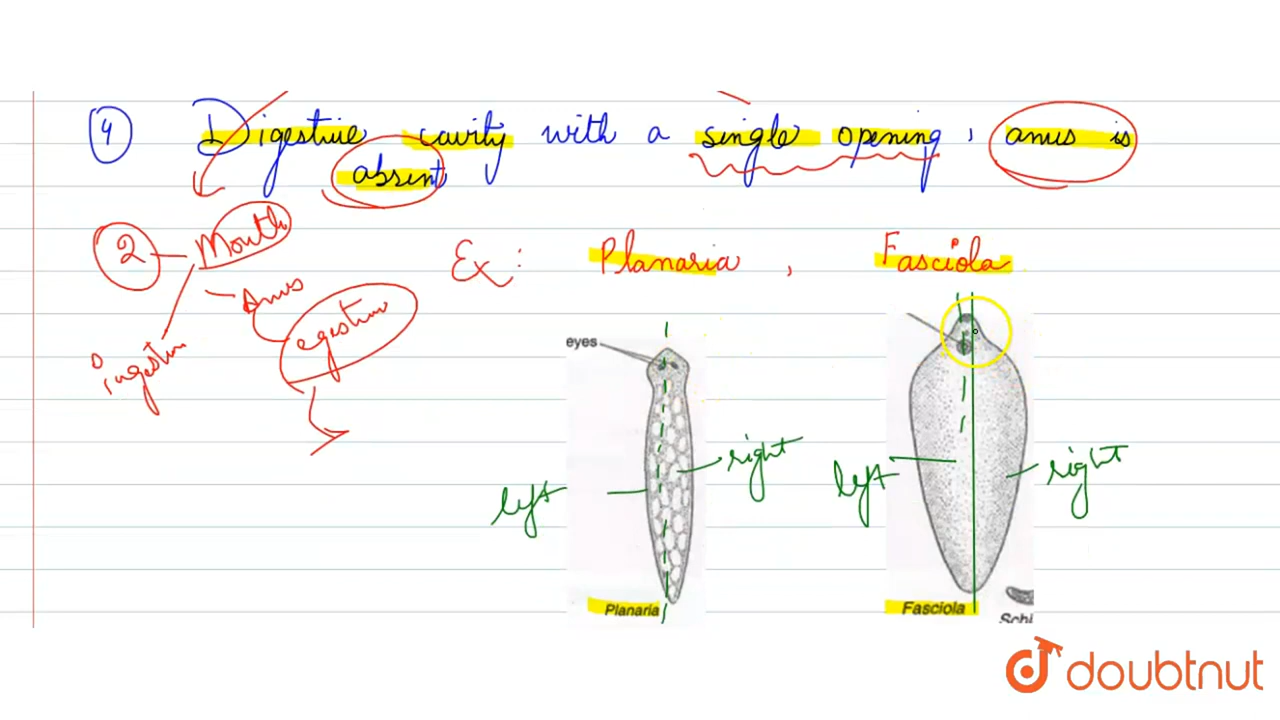 4 Digestive cavity with a single opening, anus is
absent
2 - Mouth
Anus
egestion
ingestion
Ex: Planaria, Fasciola
eyes
left
right
left
right
Planaria
Fasciola
Schi
doubtnut